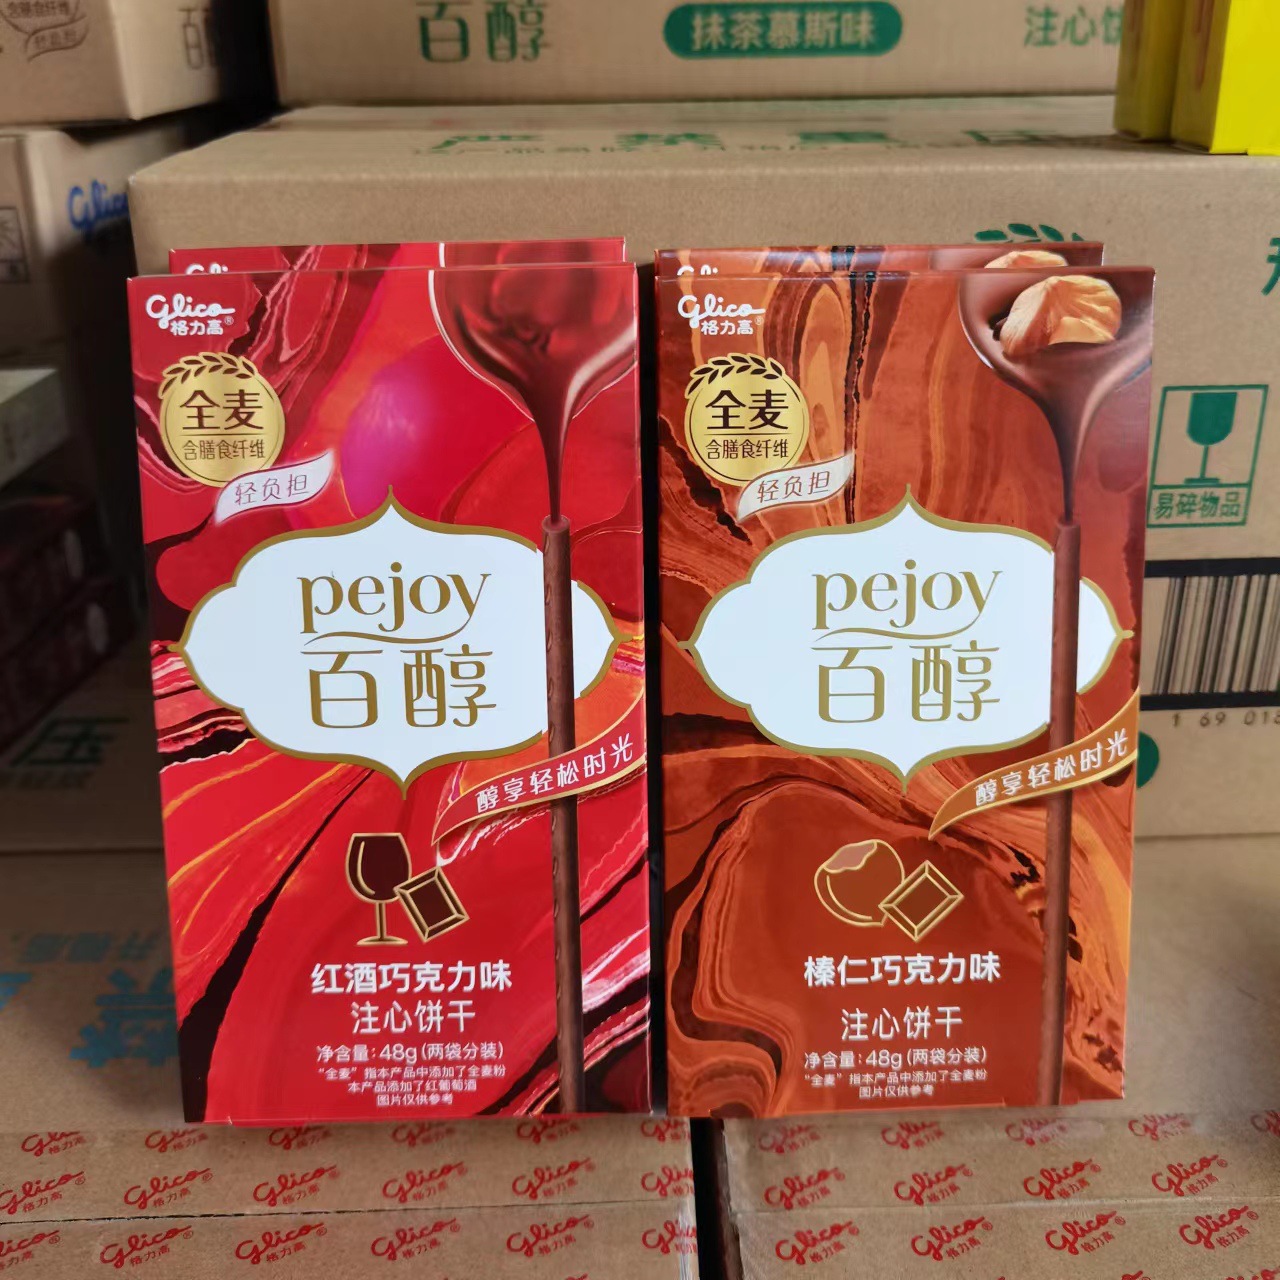 百醇
抹茶慕斯味
注心饼
Glico
Glico
格力高®
全麦
含膳食纤维
轻负担
pejoy
百醇
醇享轻松时光
红酒巧克力味
注心饼干
净含量:48g(两袋分装)
“全麦”指本产品中添加了全麦粉
本产品添加了红葡萄酒
图片仅供参考
Glico
格力高®
全麦
含膳食纤维
轻负担
pejoy
百醇
醇享轻松时光
榛仁巧克力味
注心饼干
净含量:48g(两袋分装)
“全麦”指本产品中添加了全麦粉
图片仅供参考
易碎物品
1 69 01
压
Glico
格力高®